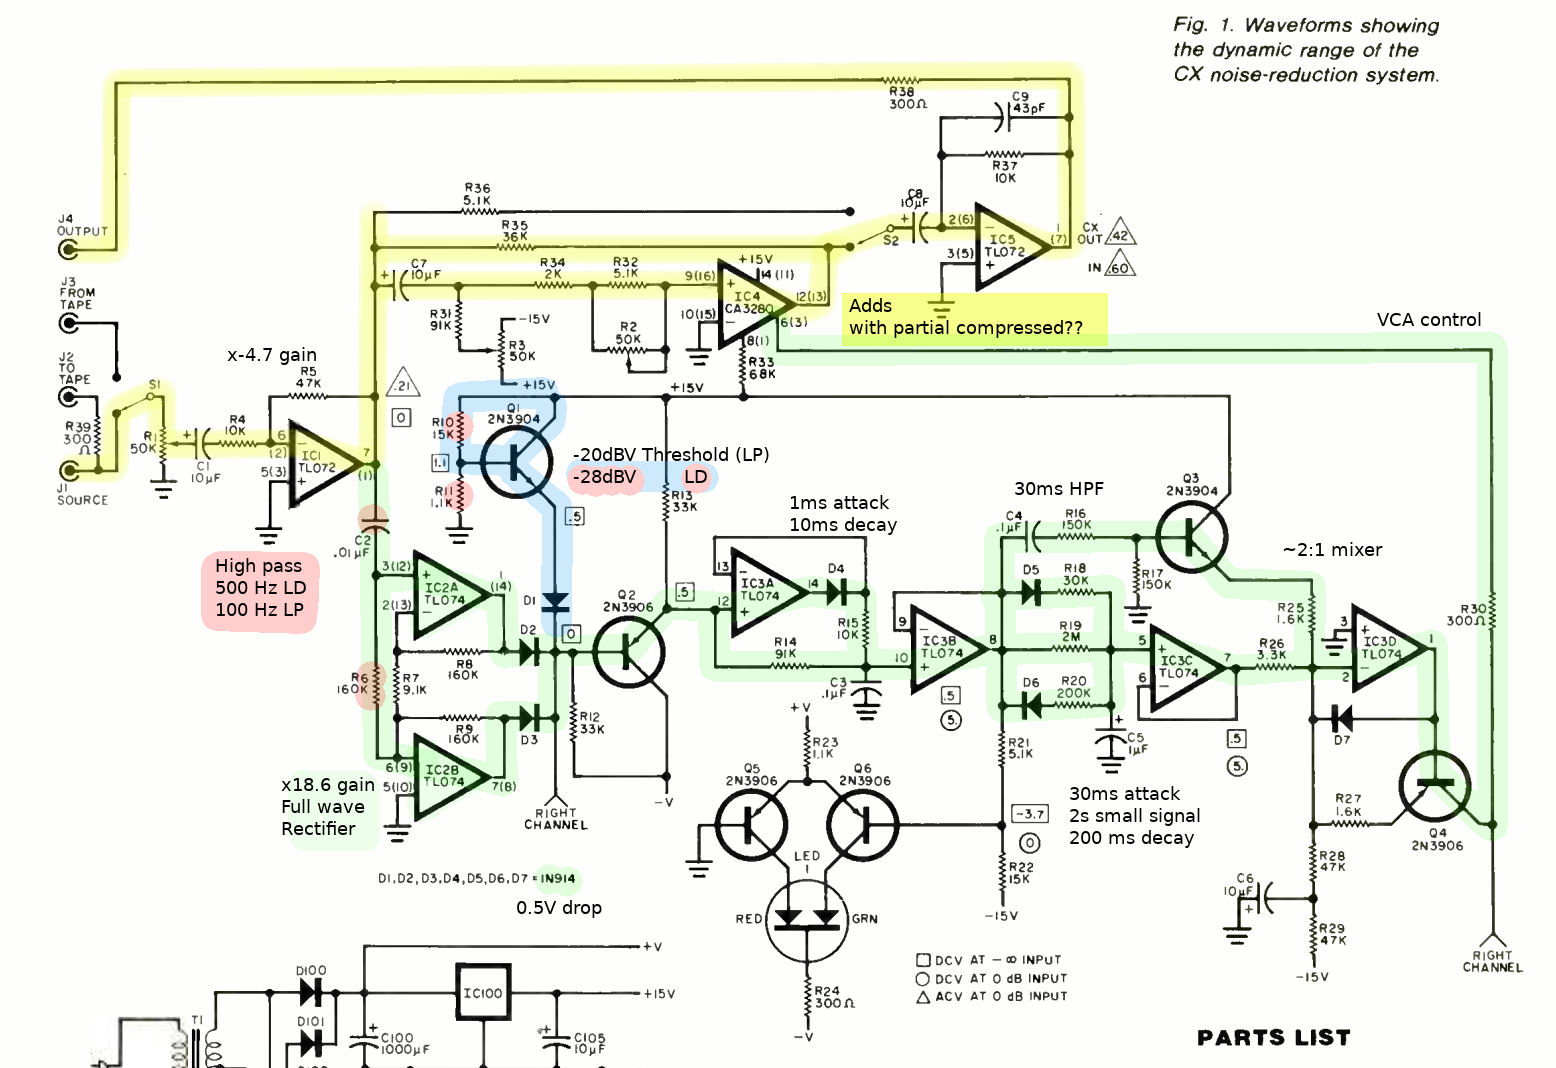 Fig. 1. Waveforms showing
the dynamic range of the
CX noise-reduction system.
R38
300Ω
C9
43pF
R37
10K
R36
5.1K
C8
10µF
+
J4
OUTPUT
R35
36K
S2
2(6)
−
1
(7)
IC5
TL072
3(5)
+
CX
OUT
.42
IN
.60
J3
FROM
TAPE
C7
+
10µF
R34
2K
R32
5.1K
+15V
14(11)
9(16)
+
IC4
CA3280
12(13)
10(15)
−
6(3)
8(1)
R31
91K
−15V
R3
50K
+15V
R2
50K
R33
68K
Adds
with partial compressed??
VCA control
J2
TO
TAPE
S1
x-4.7 gain
R5
47K
.21
0
+15V
R39
300
Ω
R1
50K
+
C1
10µF
R4
10K
6
(2)
−
IC1
TL072
5(3)
+
7
(1)
J1
SOURCE
Q1
2N3904
R10
15K
1.1
R11
1.1K
.5
-20dBV Threshold (LP)
-28dBV LD
R13
33K
1ms attack
10ms decay
30ms HPF
C4
.1µF
R16
150K
Q3
2N3904
~2:1 mixer
C2
.01µF
High pass
500 Hz LD
100 Hz LP
3(12)
+
1
(14)
IC2A
TL074
2(13)
−
D1
Q2
2N3906
.5
0
D2
13
−
IC3A
TL074
14
D4
12
+
R15
10K
R14
91K
C3
.1µF
9
−
IC3B
TL074
8
10
+
.5
5.
D5
R18
30K
R17
150K
R19
2M
D6
R20
200K
5
+
IC3C
TL074
7
6
−
+
C5
1µF
.5
5.
R25
1.6K
R26
3.3K
3
+
IC3D
TL074
1
−
2
R30
300Ω
D7
R6
160K
R7
9.1K
R8
160K
R9
160K
D3
R12
33K
6(9)
−
IC2B
TL074
5(10)
+
7(8)
x18.6 gain
Full wave
Rectifier
RIGHT
CHANNEL
−V
+V
R23
1.1K
Q5
2N3906
Q6
2N3906
R21
5.1K
−3.7
0
R22
15K
−15V
30ms attack
2s small signal
200 ms decay
R27
1.6K
Q4
2N3906
R28
47K
C6
10µF
+
R29
47K
−15V
RIGHT
CHANNEL
D1,D2,D3,D4,D5,D6,D7 = 1N914
0.5V drop
LED
1
RED
GRN
R24
300Ω
−V
DCV AT −∞ INPUT
DCV AT 0 dB INPUT
ACV AT 0 dB INPUT
+V
D100
IC100
+15V
D101
T1
+
C100
1000µF
+
C105
10µF
PARTS LIST